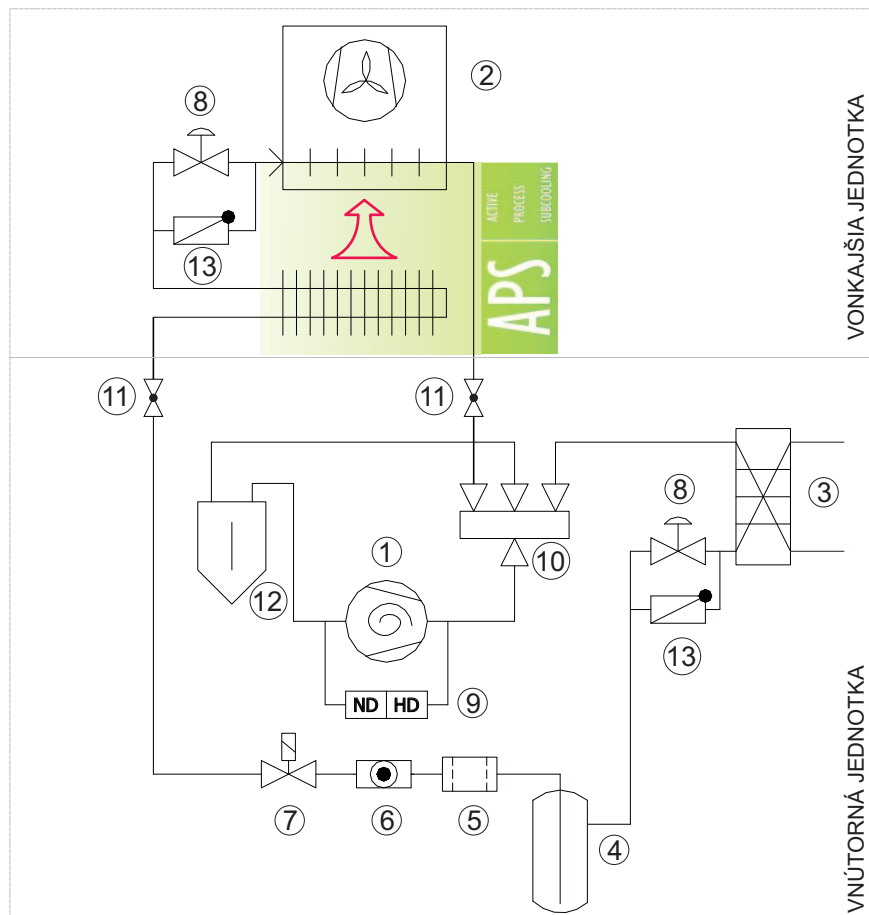 ②
⑧
VONKAJŠIA JEDNOTKA
ACTIVE
PROCESS
SUBCOOLING
APS
⑬
⑪
⑪
③
⑧
①
⑩
⑫
⑬
ND HD
⑨
⑦
⑥
⑤
④
VNÚTORNÁ JEDNOTKA